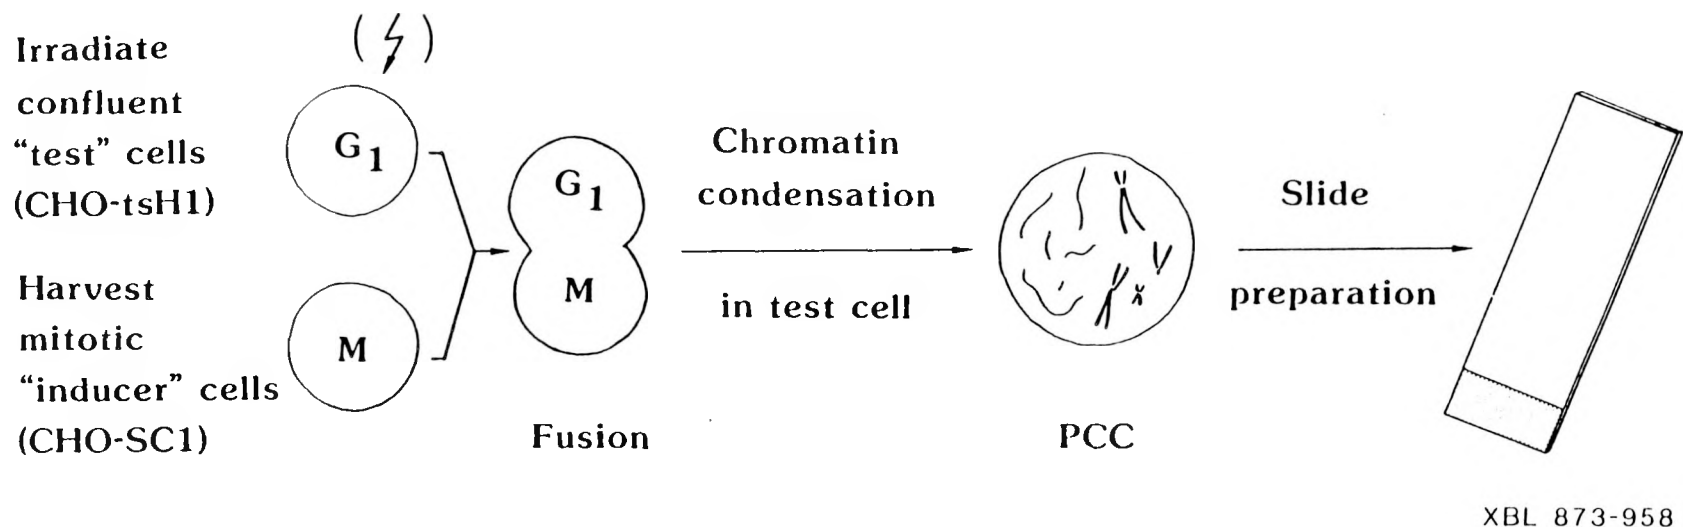 Irradiate
confluent
“test” cells
(CHO-tsH1)
Harvest
mitotic
“inducer” cells
(CHO-SC1)
G1
M
G1
M
Fusion
Chromatin
condensation
in test cell
PCC
Slide
preparation
XBL 873-958